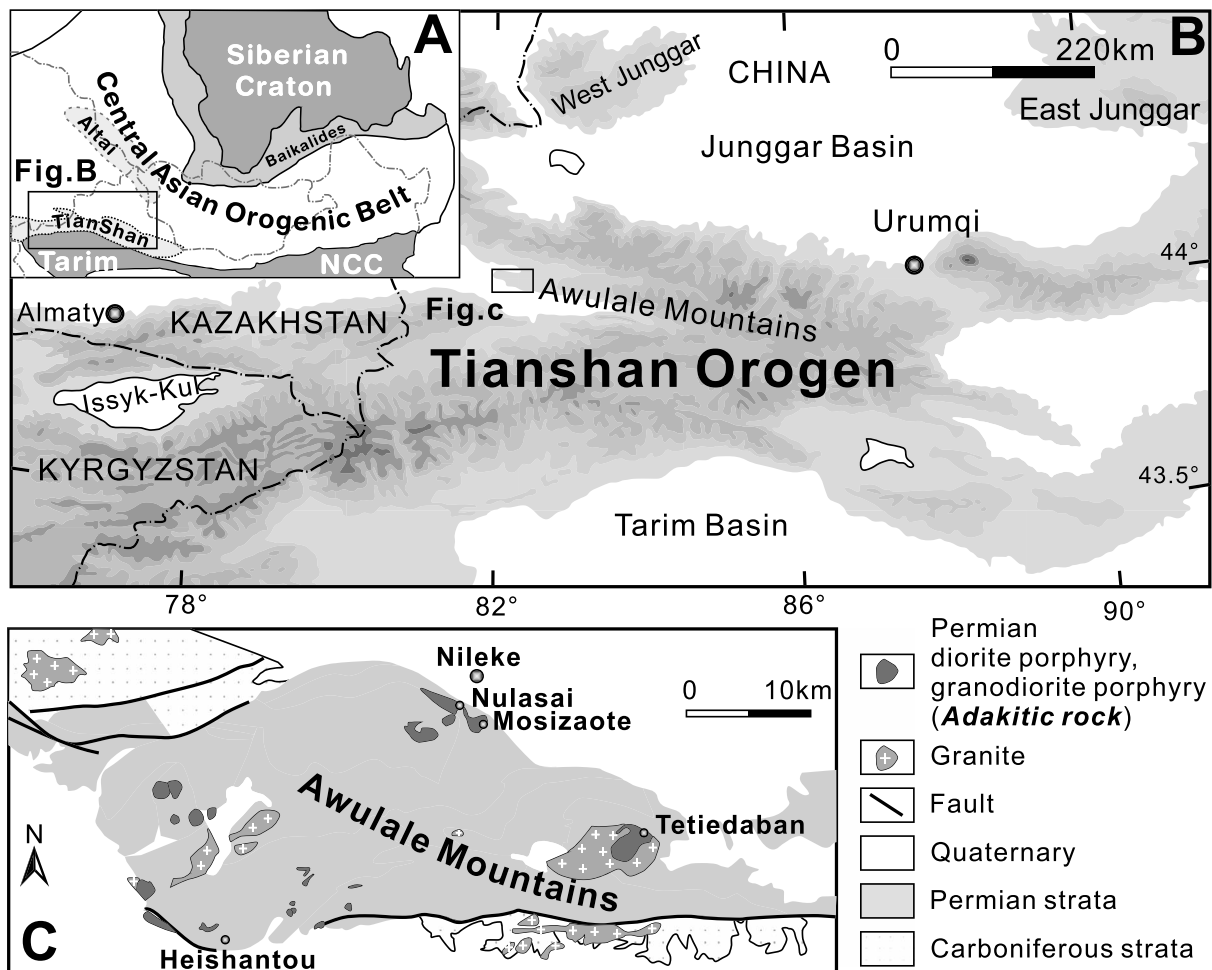 A
Siberian
Craton
Central Asian Orogenic Belt
Altai
Baikalides
Fig.B
TianShan
Tarim
NCC
B
0 220km
West Junggar
CHINA
East Junggar
Junggar Basin
Urumqi
44°
Fig.c
Awulale Mountains
Almaty
KAZAKHSTAN
Tianshan Orogen
Issyk-Kul
KYRGYZSTAN
43.5°
Tarim Basin
78°
82°
86°
90°
Nileke
Nulasai
Mosizaote
0 10km
Awulale Mountains
Tetiedaban
N
C
Heishantou
Permian
diorite porphyry,
granodiorite porphyry
(Adakitic rock)
Granite
Fault
Quaternary
Permian strata
Carboniferous strata